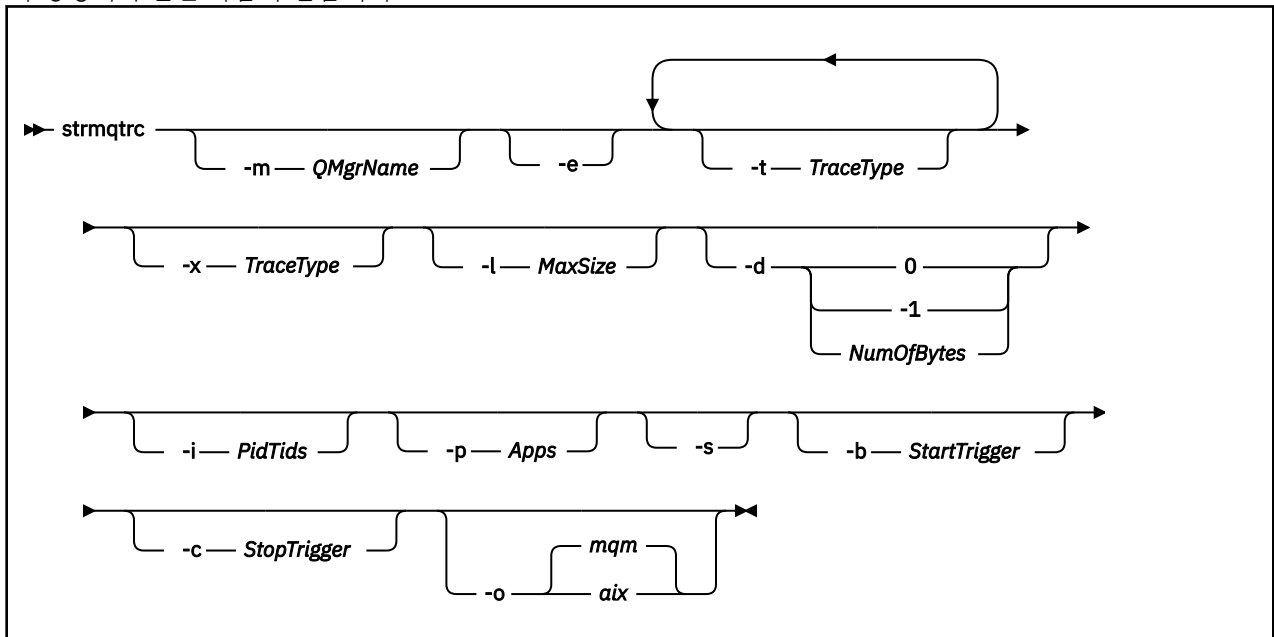 strmqtrc
-m QMgrName -e -t TraceType
-x TraceType -l MaxSize -d 0
-1
NumOfBytes
-i PidTids -p Apps -s -b StartTrigger
-c StopTrigger mqm
-o aix